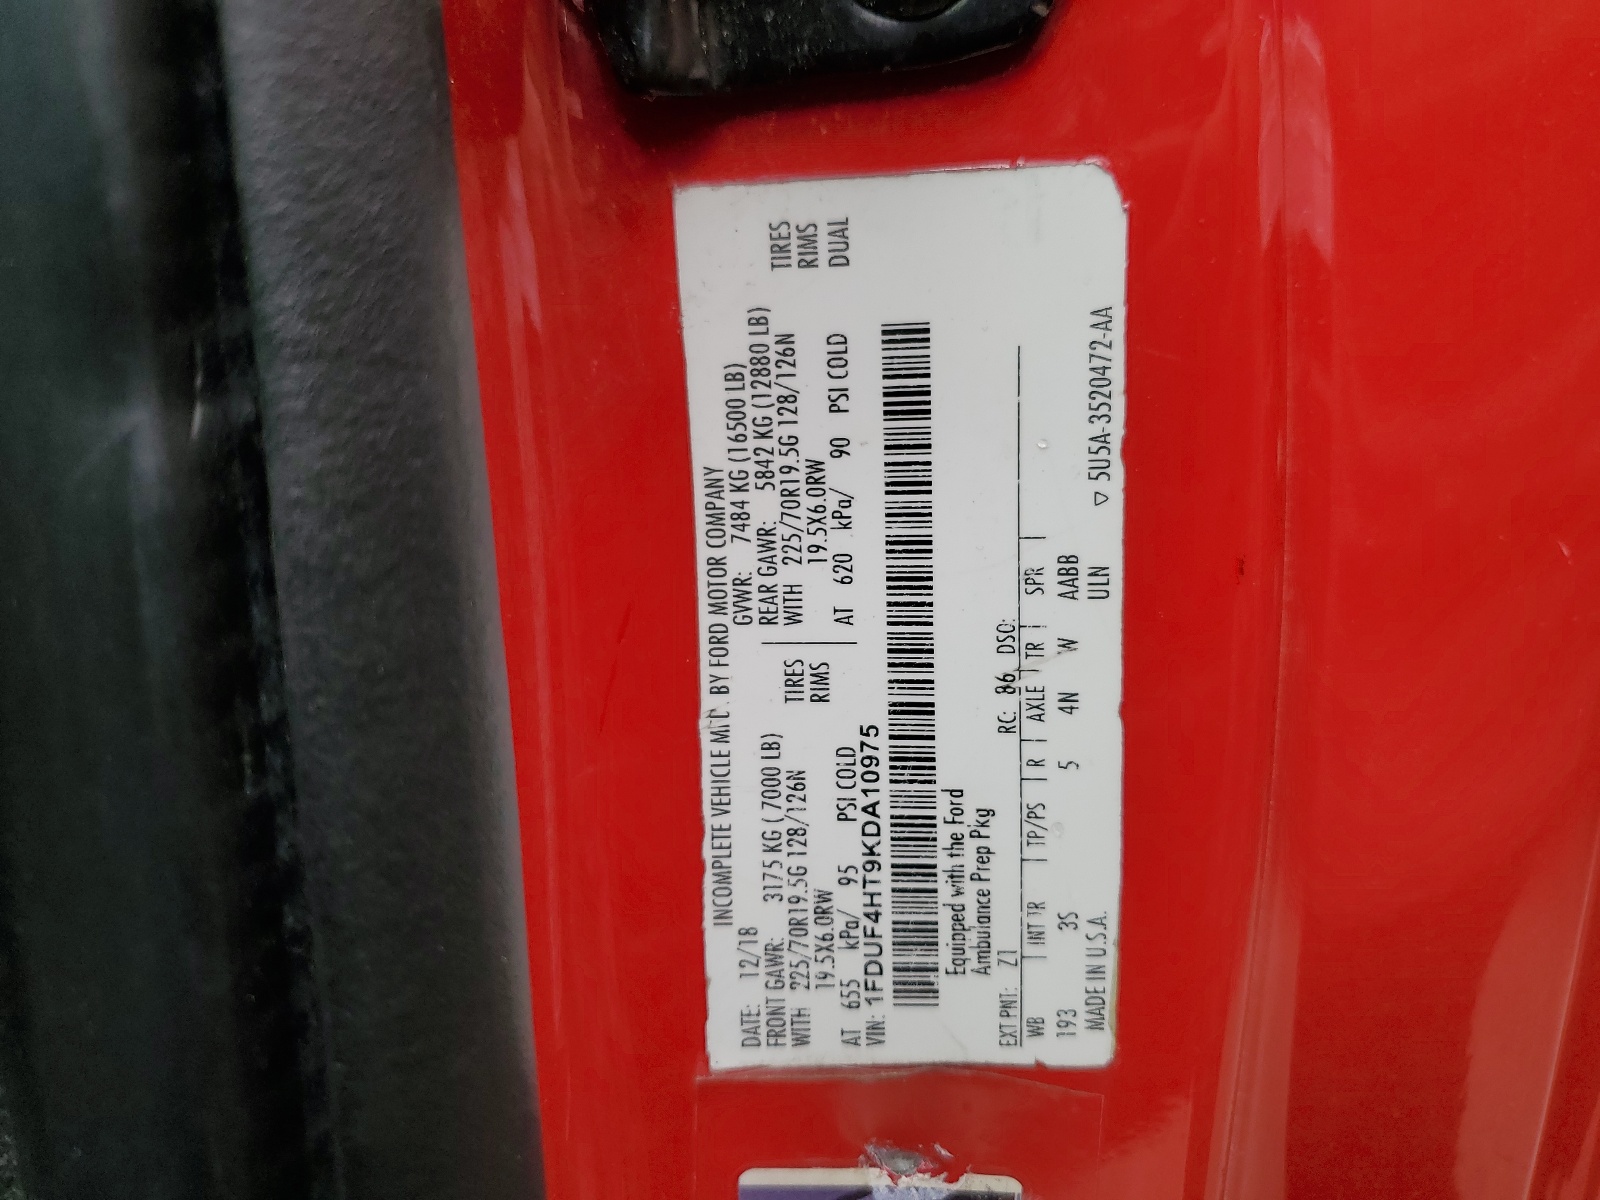 INCOMPLETE VEHICLE MFD. BY FORD MOTOR COMPANY
DATE: 12/18 GVWR: 7484 KG (16500 LB)
FRONT GAWR: 3175 KG ( 7000 LB) REAR GAWR: 5842 KG (12880 LB)
WITH 225/70R19.5G 128/126N TIRES WITH 225/70R19.5G 128/126N TIRES
19.5X6.0RW RIMS 19.5X6.0RW RIMS
AT 655 kPa/ 95 PSI COLD AT 620 kPa/ 90 PSI COLD DUAL
VIN: 1FDUF4HT9KDA10975
Equipped with the Ford
Ambulance Prep Pkg
EXT PNT: Z1 RC: 86 DSO:
WB INT TR TP/PS R AXLE TR SPR
193 3S 5 4N W AABB
MADE IN U.S.A. ULN ▽ 5U5A-3520472-AA